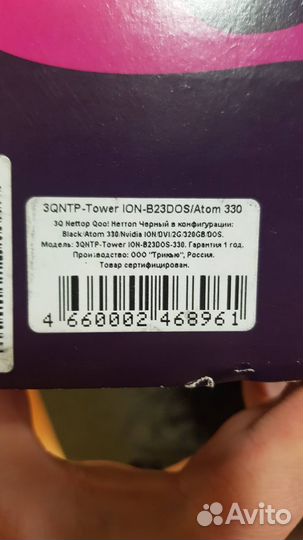 3QNTP-Tower ION-B23DOS/Atom 330
3Q Nettop Qoo! Неттоп Черный в конфигурации:
Black/Atom 330/Nvidia ION/DVI/2G/320GB/DOS.
Модель: 3QNTP-Tower ION-B23DOS-330. Гарантия 1 год.
Производство: ООО "Трикью", Россия.
Товар сертифицирован.
4 660002 468961
Avito